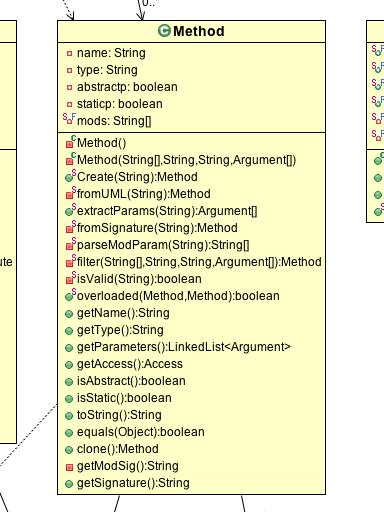 0..
Method
name: String
type: String
abstractp: boolean
staticp: boolean
mods: String[]
Method()
Method(String[],String,String,Argument[])
Create(String):Method
fromUML(String):Method
extractParams(String):Argument[]
fromSignature(String):Method
parseModParam(String):String[]
filter(String[],String,String,Argument[]):Method
isValid(String):boolean
overloaded(Method,Method):boolean
getName():String
getType():String
getParameters():LinkedList<Argument>
getAccess():Access
isAbstract():boolean
isStatic():boolean
toString():String
equals(Object):boolean
clone():Method
getModSig():String
getSignature():String
ute